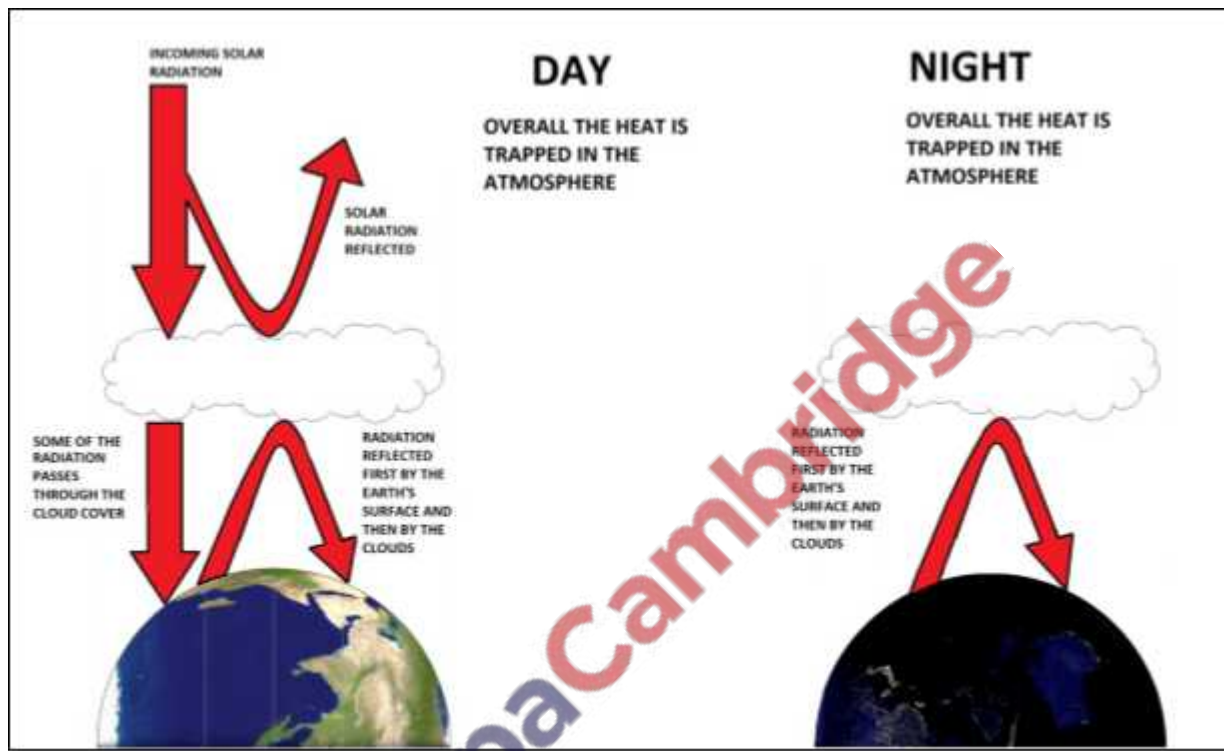 INCOMING SOLAR
RADIATION
DAY
OVERALL THE HEAT IS
TRAPPED IN THE
ATMOSPHERE
NIGHT
OVERALL THE HEAT IS
TRAPPED IN THE
ATMOSPHERE
SOLAR
RADIATION
REFLECTED
SOME OF THE
RADIATION
PASSES
THROUGH THE
CLOUD COVER
RADIATION
REFLECTED
FIRST BY THE
EARTH'S
SURFACE AND
THEN BY THE
CLOUDS
RADIATION
REFLECTED
FIRST BY THE
EARTH'S
SURFACE AND
THEN BY THE
CLOUDS
paCambridge